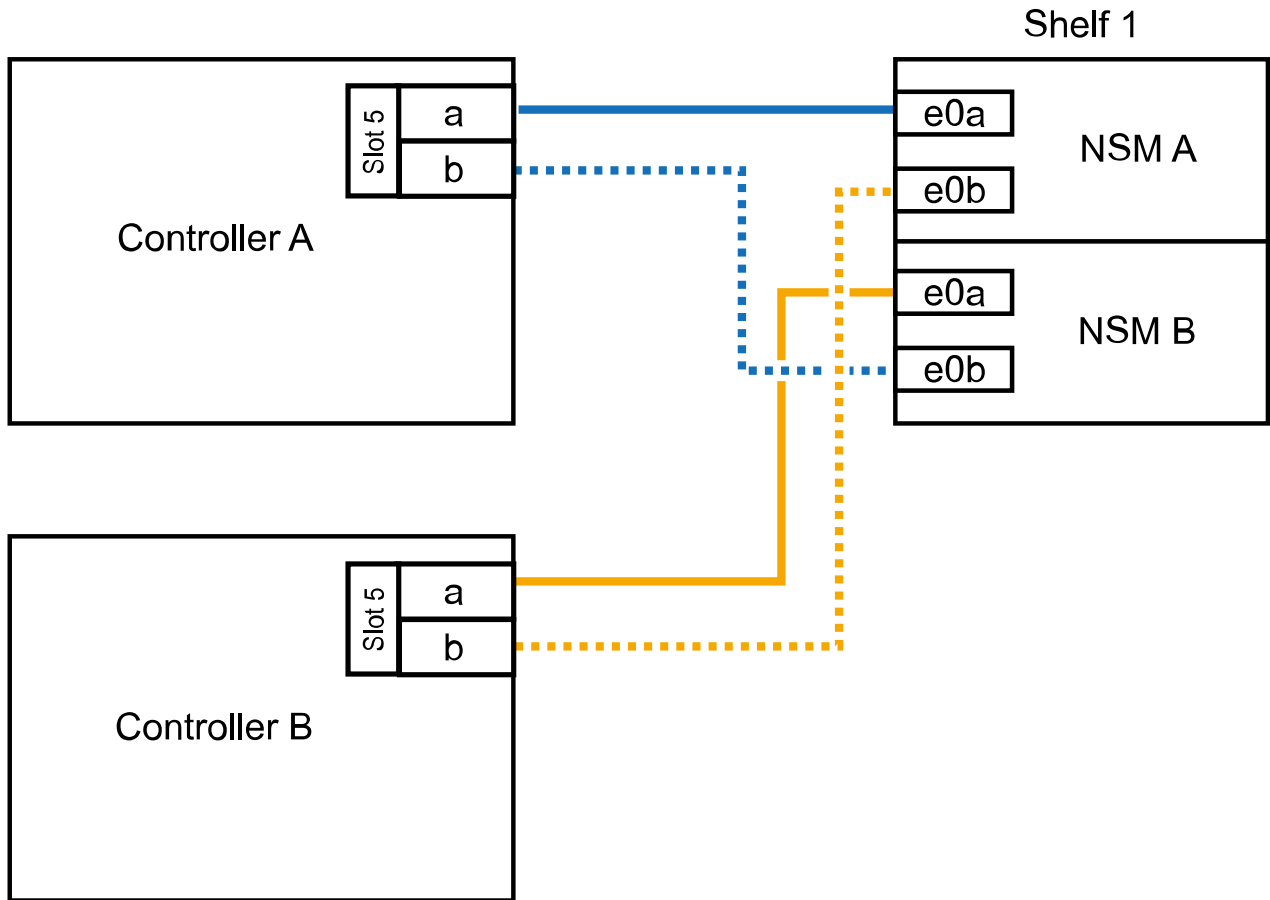 Shelf 1
Slot 5
a
b
Controller A
e0a
e0b
NSM A
e0a
e0b
NSM B
Slot 5
a
b
Controller B